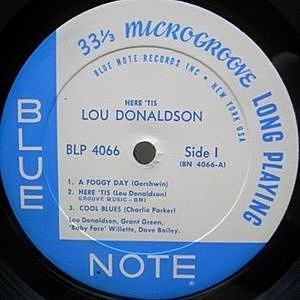 33⅓ MICROGROOVE LONG PLAYING
BLUE NOTE RECORDS INC • NEW YORK USA
HERE 'TIS
LOU DONALDSON
BLP 4066 Side 1
(BN 4066-A)
1. A FOGGY DAY (Gershwin)
2. HERE 'TIS (Lou Donaldson)
GROOVE MUSIC - BMI
3. COOL BLUES (Charlie Parker)
Lou Donaldson, Grant Green,
'Baby Face' Willette, Dave Bailey.
BLUE
NOTE ®